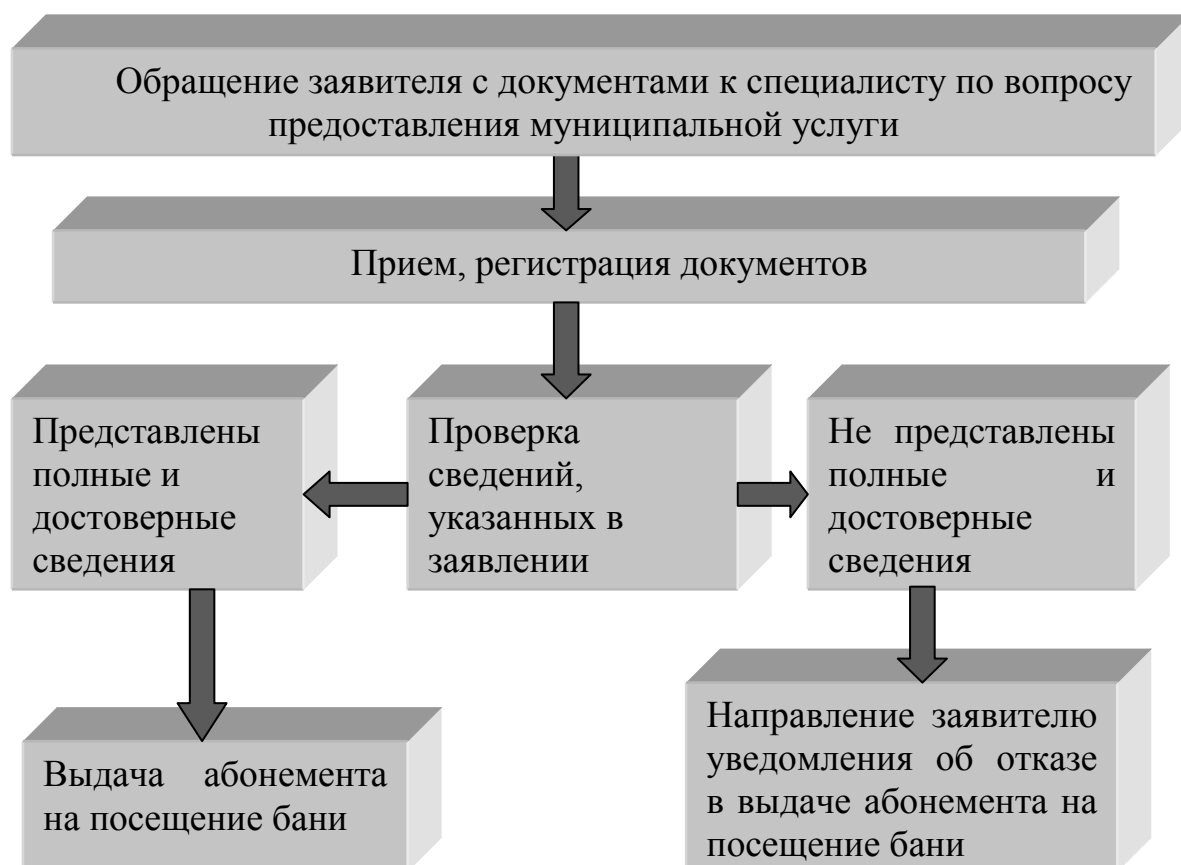 Обращение заявителя с документами к специалисту по вопросу
предоставления муниципальной услуги
Прием, регистрация документов
Представлены
полные и
достоверные
сведения
Проверка
сведений,
указанных в
заявлении
Не представлены
полные и
достоверные
сведения
Выдача абонемента
на посещение бани
Направление заявителю
уведомления об отказе
в выдаче абонемента на
посещение бани